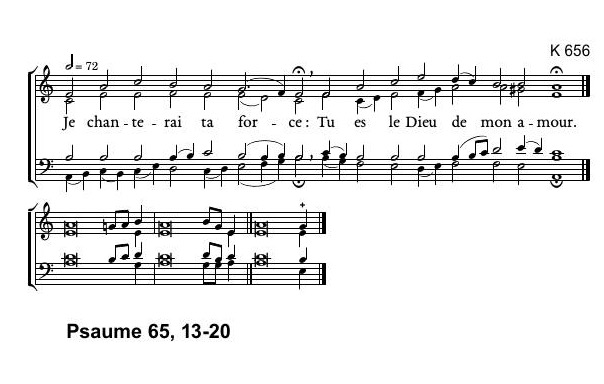 K 656
= 72
Je chan - te - rai ta for - ce : Tu es le Dieu de mon a - mour.
Psaume 65, 13-20